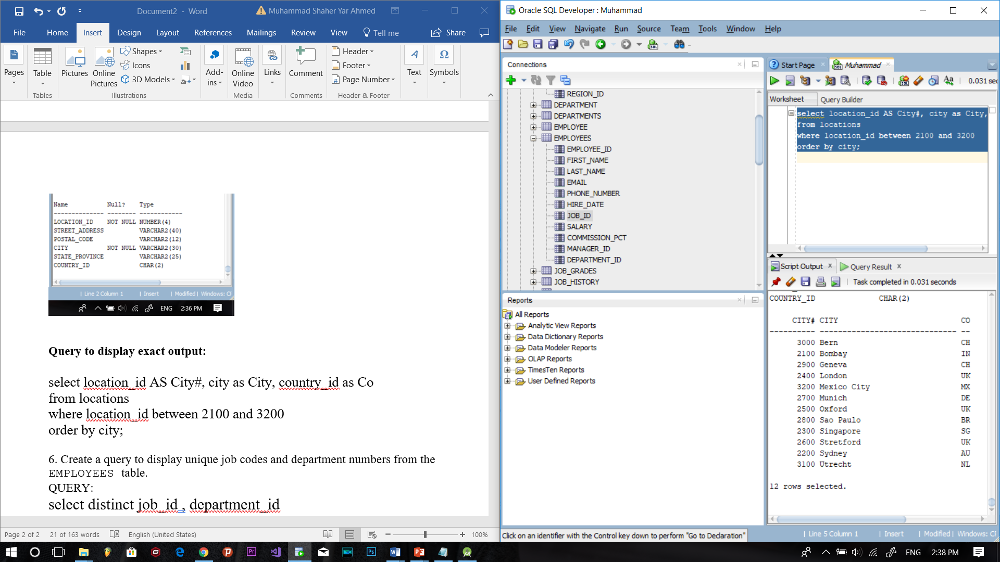 Document2 - Word
Muhammad Shaher Yar Ahmed
File Home Insert Design Layout References Mailings Review View Tell me Share
Pages
Table
Tables
Pictures
Online Pictures
Shapes
Icons
3D Models
Illustrations
Add-ins
Online Video
Media
Links
Comment
Comments
Header
Footer
Page Number
Header & Footer
Text
Symbols
Name Null? Type
-------------- -------- ------------
LOCATION_ID NOT NULL NUMBER(4)
STREET_ADDRESS VARCHAR2(40)
POSTAL_CODE VARCHAR2(12)
CITY NOT NULL VARCHAR2(30)
STATE_PROVINCE VARCHAR2(25)
COUNTRY_ID CHAR(2)
| Line 2 Column 1 | Insert | Modified | Windows: CF
ENG 2:36 PM
Query to display exact output:
select location_id AS City#, city as City, country_id as Co
from locations
where location_id between 2100 and 3200
order by city;
6. Create a query to display unique job codes and department numbers from the
EMPLOYEES table.
QUERY:
select distinct job_id , department_id
Page 2 of 2 21 of 163 words English (United States) 100%
Oracle SQL Developer : Muhammad
File Edit View Navigate Run Source Team Tools Window Help
Connections
REGION_ID
DEPARTMENT
DEPARTMENTS
EMPLOYEE
EMPLOYEES
EMPLOYEE_ID
FIRST_NAME
LAST_NAME
EMAIL
PHONE_NUMBER
HIRE_DATE
JOB_ID
SALARY
COMMISSION_PCT
MANAGER_ID
DEPARTMENT_ID
JOB_GRADES
JOB_HISTORY
Reports
All Reports
Analytic View Reports
Data Dictionary Reports
Data Modeler Reports
OLAP Reports
TimesTen Reports
User Defined Reports
Start Page Muhammad
0.031 sec
Worksheet Query Builder
select location_id AS City#, city as City,
from locations
where location_id between 2100 and 3200
order by city;
Script Output Query Result
Task completed in 0.031 seconds
COUNTRY_ID CHAR(2)
CITY# CITY CO
---------- ------------------------------ --
3000 Bern CH
2100 Bombay IN
2900 Geneva CH
2400 London UK
3200 Mexico City MX
2700 Munich DE
2500 Oxford UK
2800 Sao Paulo BR
2300 Singapore SG
2600 Stretford UK
2200 Sydney AU
3100 Utrecht NL
12 rows selected.
Click on an identifier with the Control key down to perform "Go to Declaration"
| Line 5 Column 1 | Insert | Modified | Windows: CF
ENG 2:38 PM